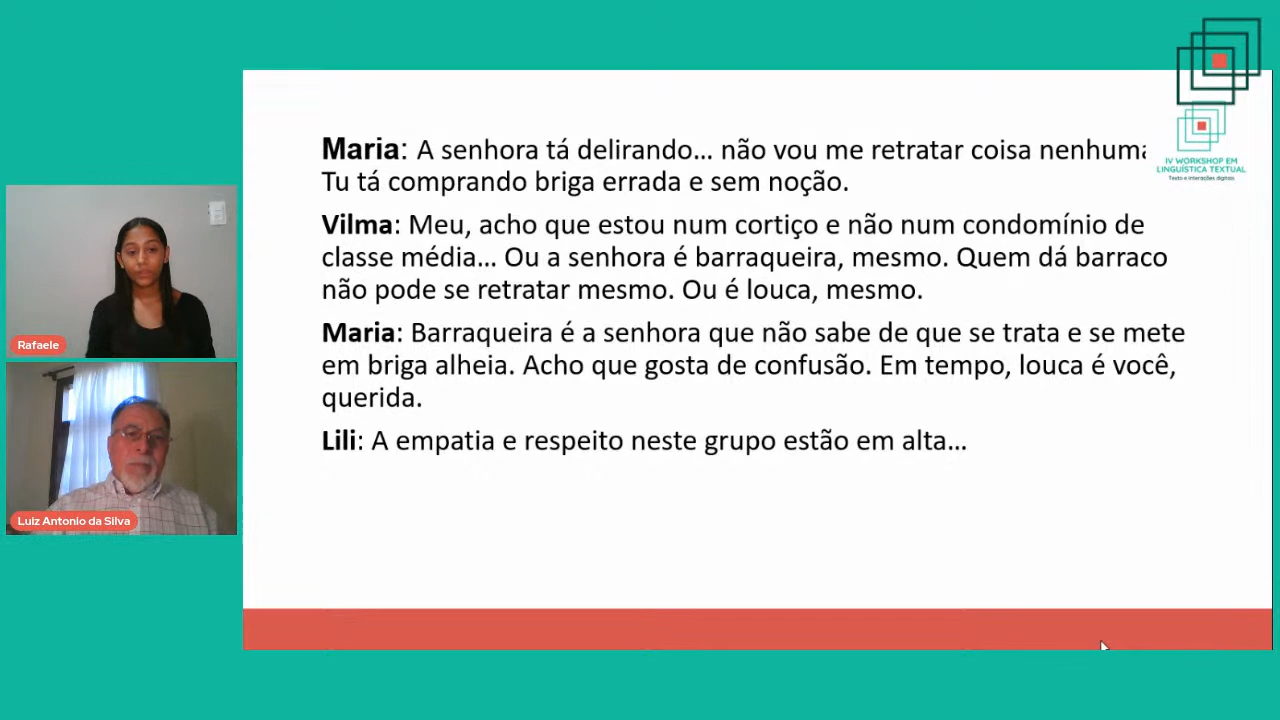 Maria: A senhora tá delirando... não vou me retratar coisa nenhuma
Tu tá comprando briga errada e sem noção.
Vilma: Meu, acho que estou num cortiço e não num condomínio de
classe média... Ou a senhora é barraqueira, mesmo. Quem dá barraco
não pode se retratar mesmo. Ou é louca, mesmo.
Maria: Barraqueira é a senhora que não sabe de que se trata e se mete
em briga alheia. Acho que gosta de confusão. Em tempo, louca é você,
querida.
Lili: A empatia e respeito neste grupo estão em alta...
IV WORKSHOP EM
LINGUÍSTICA TEXTUAL
Texto e interações digitais
Rafaele
Luiz Antonio da Silva